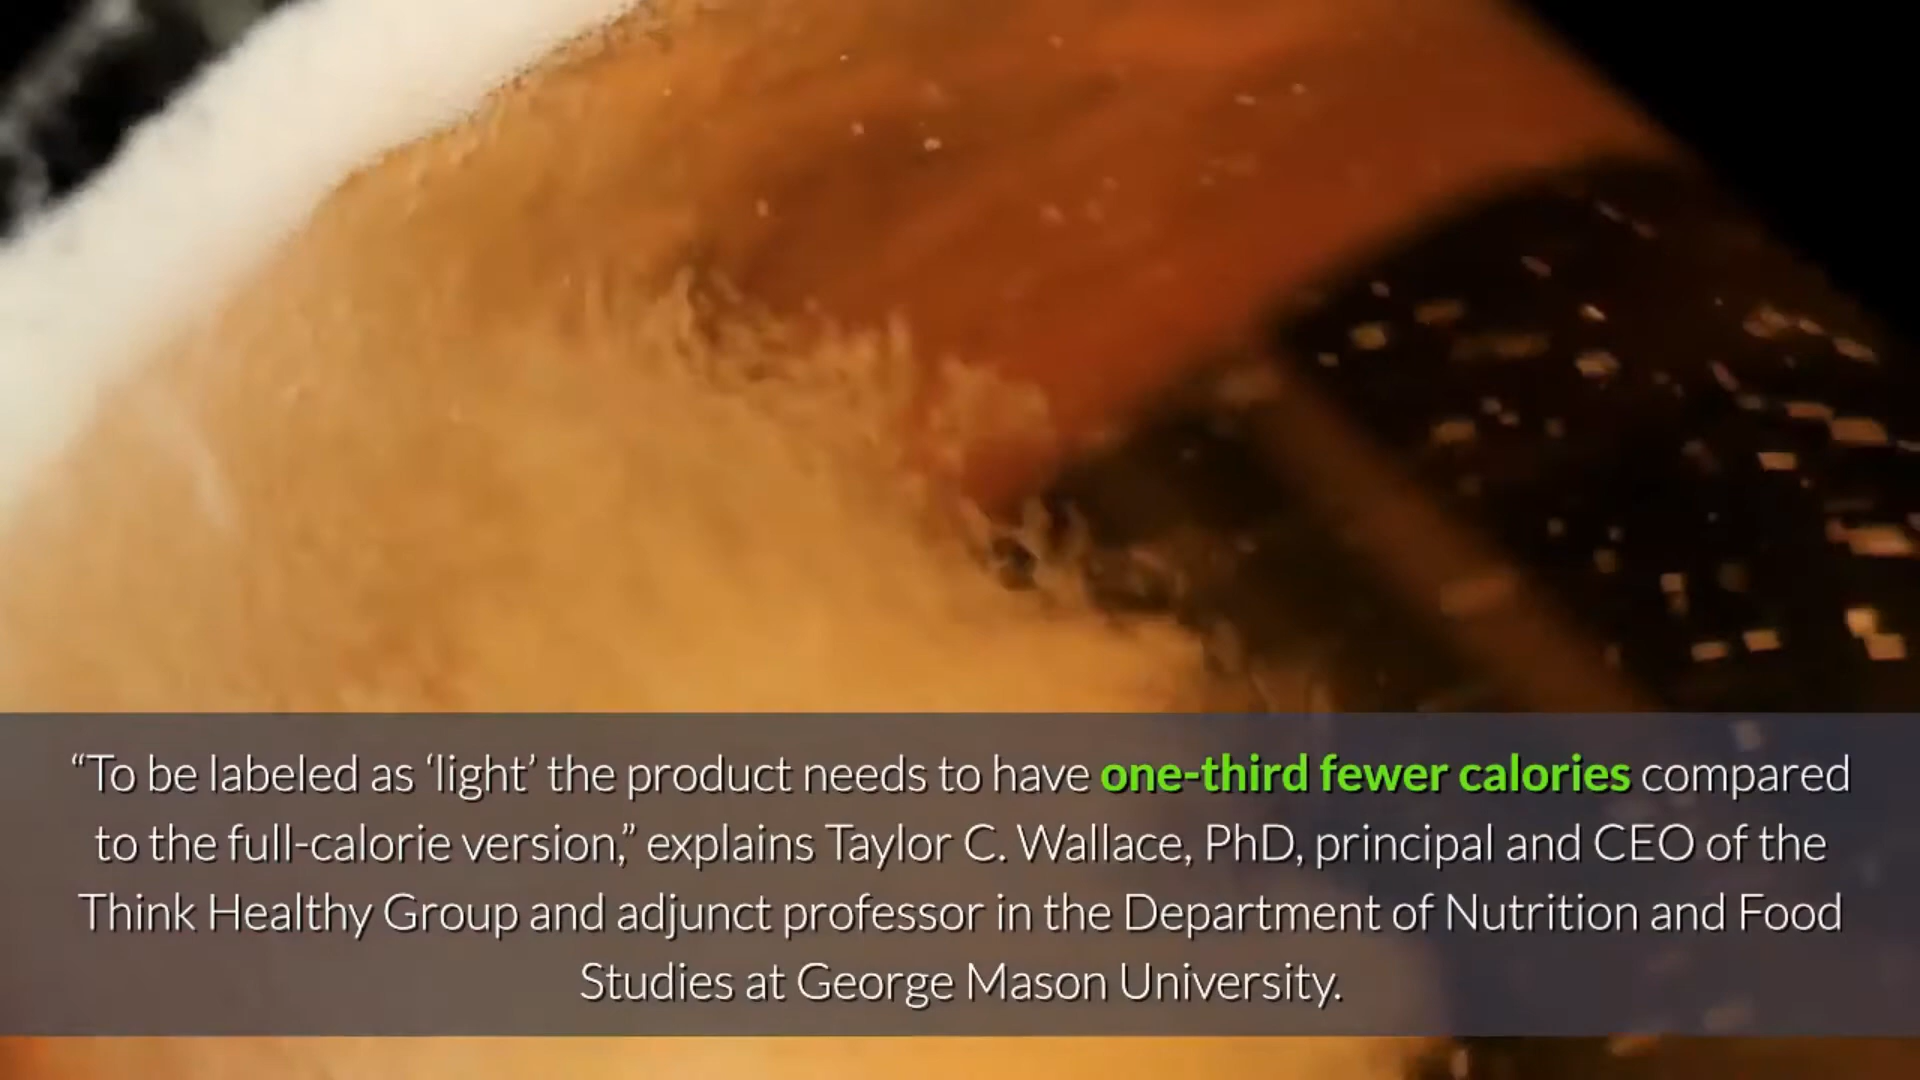 “To be labeled as ‘light’ the product needs to have one-third fewer calories compared
to the full-calorie version,” explains Taylor C. Wallace, PhD, principal and CEO of the
Think Healthy Group and adjunct professor in the Department of Nutrition and Food
Studies at George Mason University.